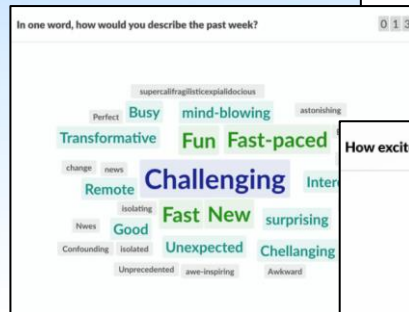 In one word, how would you describe the past week?
0 1 3
supercalifragilisticexpialidocious
Perfect Busy mind-blowing astonishing
Transformative Fun Fast-paced
How excit
change news Challenging
Remote Inter
isolating Fast New surprising
Nwes Good
Confounding isolated Unexpected Chellanging
Unprecedented awe-inspiring Awkward